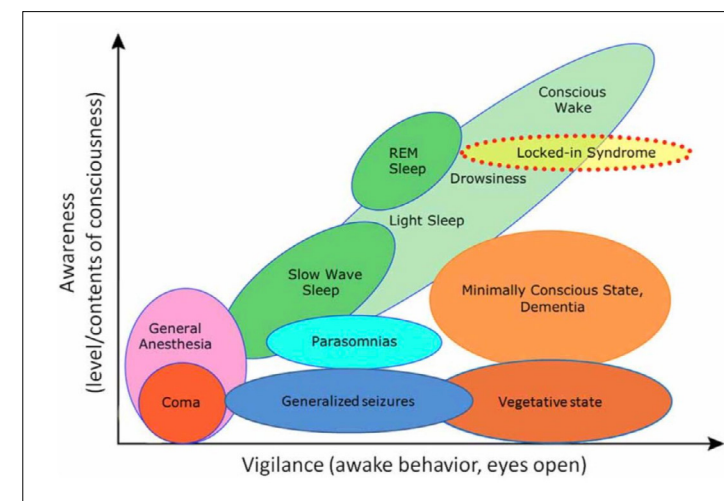 Awareness
(level/contents of consciousness)
Conscious
Wake
REM
Sleep
Locked-in Syndrome
Drowsiness
Light Sleep
Slow Wave
Sleep
Minimally Conscious State,
Dementia
General
Anesthesia
Parasomnias
Coma
Generalized seizures
Vegetative state
Vigilance (awake behavior, eyes open)